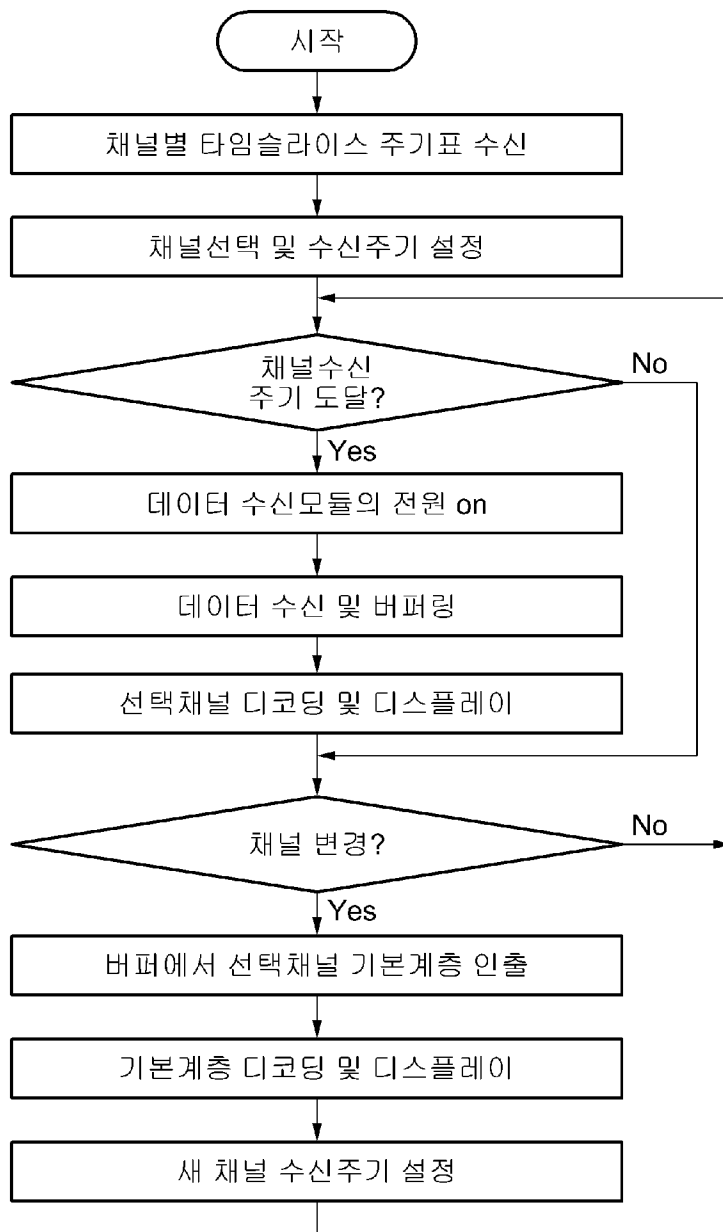 시작
채널별 타임슬라이스 주기표 수신
채널선택 및 수신주기 설정
채널수신
주기 도달?
No
Yes
데이터 수신모듈의 전원 on
데이터 수신 및 버퍼링
선택채널 디코딩 및 디스플레이
채널 변경?
No
Yes
버퍼에서 선택채널 기본계층 인출
기본계층 디코딩 및 디스플레이
새 채널 수신주기 설정